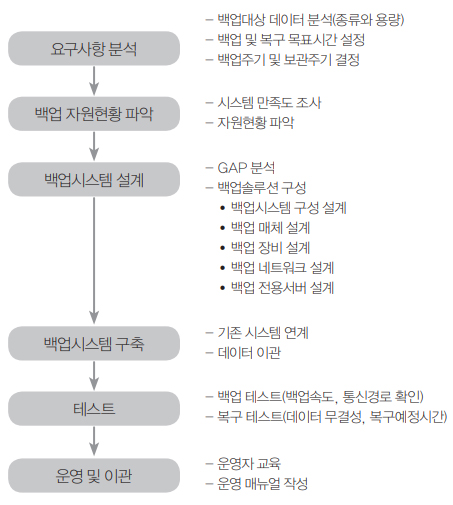 요구사항 분석
– 백업대상 데이터 분석(종류와 용량)
– 백업 및 복구 목표시간 설정
– 백업주기 및 보관주기 결정
백업 자원현황 파악
– 시스템 만족도 조사
– 자원현황 파악
백업시스템 설계
– GAP 분석
– 백업솔루션 구성
• 백업시스템 구성 설계
• 백업 매체 설계
• 백업 장비 설계
• 백업 네트워크 설계
• 백업 전용서버 설계
백업시스템 구축
– 기존 시스템 연계
– 데이터 이관
테스트
– 백업 테스트(백업속도, 통신경로 확인)
– 복구 테스트(데이터 무결성, 복구예정시간)
운영 및 이관
– 운영자 교육
– 운영 매뉴얼 작성